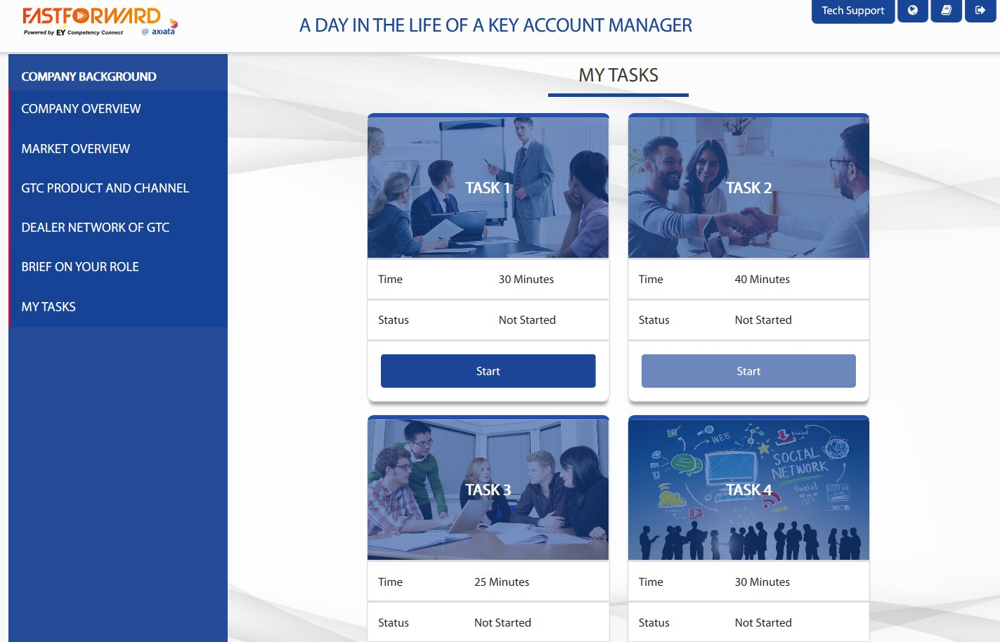 FASTFORWARD
Powered by EY Competency Connect @ axiata
A DAY IN THE LIFE OF A KEY ACCOUNT MANAGER
Tech Support
COMPANY BACKGROUND
COMPANY OVERVIEW
MARKET OVERVIEW
GTC PRODUCT AND CHANNEL
DEALER NETWORK OF GTC
BRIEF ON YOUR ROLE
MY TASKS
MY TASKS
TASK 1
Time 30 Minutes
Status Not Started
Start
TASK 2
Time 40 Minutes
Status Not Started
Start
TASK 3
Time 25 Minutes
Status Not Started
WEB
Download
SOCIAL
NETWORK
Social
www
TASK 4
Time 30 Minutes
Status Not Started